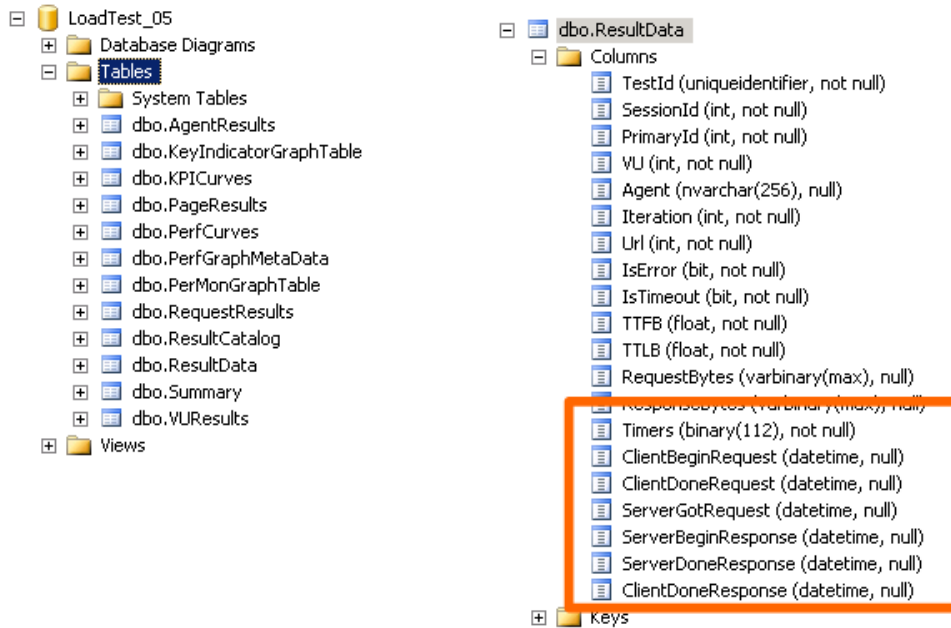 LoadTest_05
Database Diagrams
Tables
System Tables
dbo.AgentResults
dbo.KeyIndicatorGraphTable
dbo.KPICurves
dbo.PageResults
dbo.PerfCurves
dbo.PerfGraphMetaData
dbo.PerMonGraphTable
dbo.RequestResults
dbo.ResultCatalog
dbo.ResultData
dbo.Summary
dbo.VUResults
Views
dbo.ResultData
Columns
TestId (uniqueidentifier, not null)
SessionId (int, not null)
PrimaryId (int, not null)
VU (int, not null)
Agent (nvarchar(256), null)
Iteration (int, not null)
Url (int, not null)
IsError (bit, not null)
IsTimeout (bit, not null)
TTFB (float, not null)
TTLB (float, not null)
RequestBytes (varbinary(max), null)
ResponseBytes (varbinary(max), null)
Timers (binary(112), not null)
ClientBeginRequest (datetime, null)
ClientDoneRequest (datetime, null)
ServerGotRequest (datetime, null)
ServerBeginResponse (datetime, null)
ServerDoneResponse (datetime, null)
ClientDoneResponse (datetime, null)
Keys